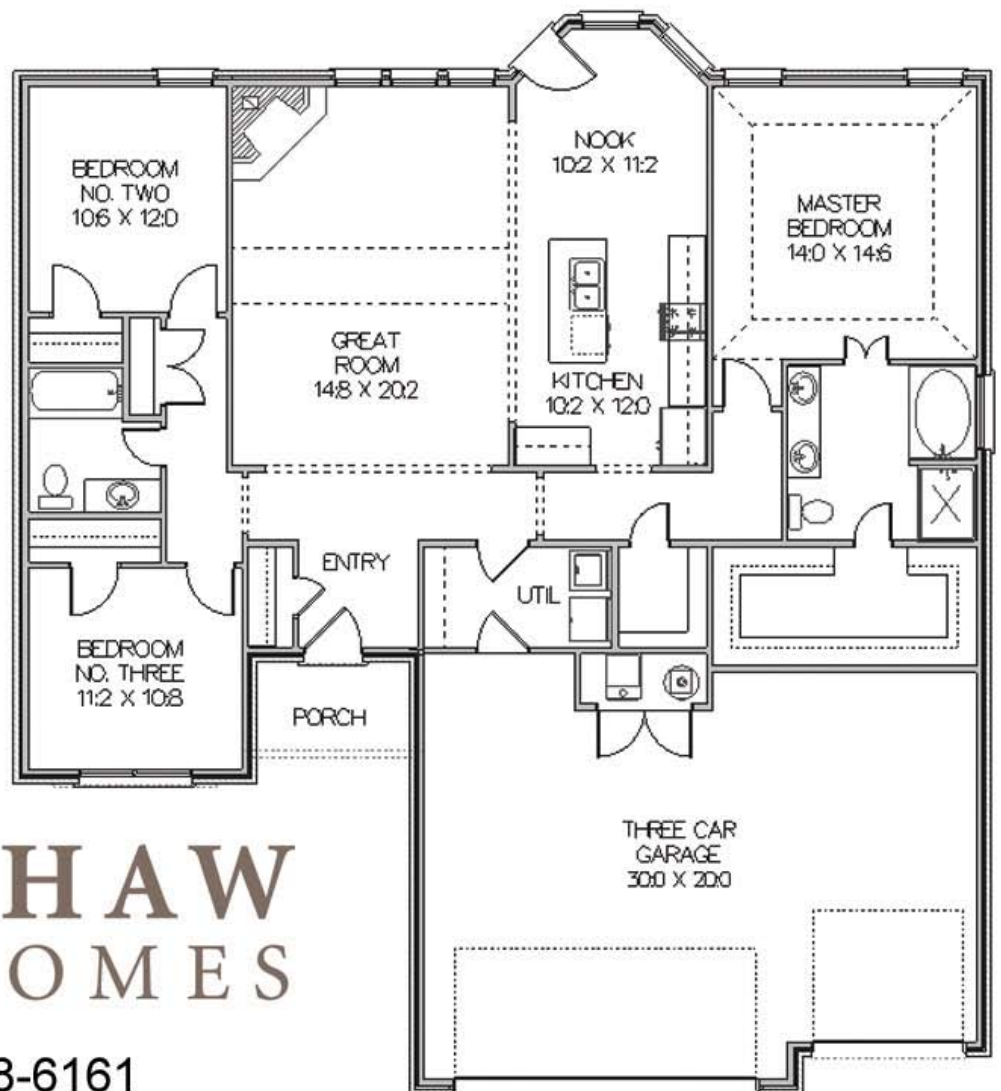 NOOK
10:2 X 11:2
BEDROOM
NO. TWO
10:6 X 12:0
MASTER
BEDROOM
14:0 X 14:6
GREAT
ROOM
14:8 X 20:2
KITCHEN
10:2 X 12:0
ENTRY
UTIL
BEDROOM
NO. THREE
11:2 X 10:8
PORCH
THREE CAR
GARAGE
30:0 X 20:0
HAW
OMES
3-6161